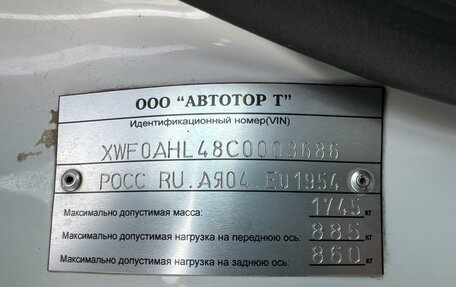 ООО “АВТОТОР Т”
Идентификационный номер(VIN)
XWF0AHL48C0003686
РОСС RU.АЯ04.Е01954
Максимально допустимая масса: 1745 кг
Максимально допустимая нагрузка на переднюю ось: 885 кг
Максимально допустимая нагрузка на заднюю ось: 860 кг